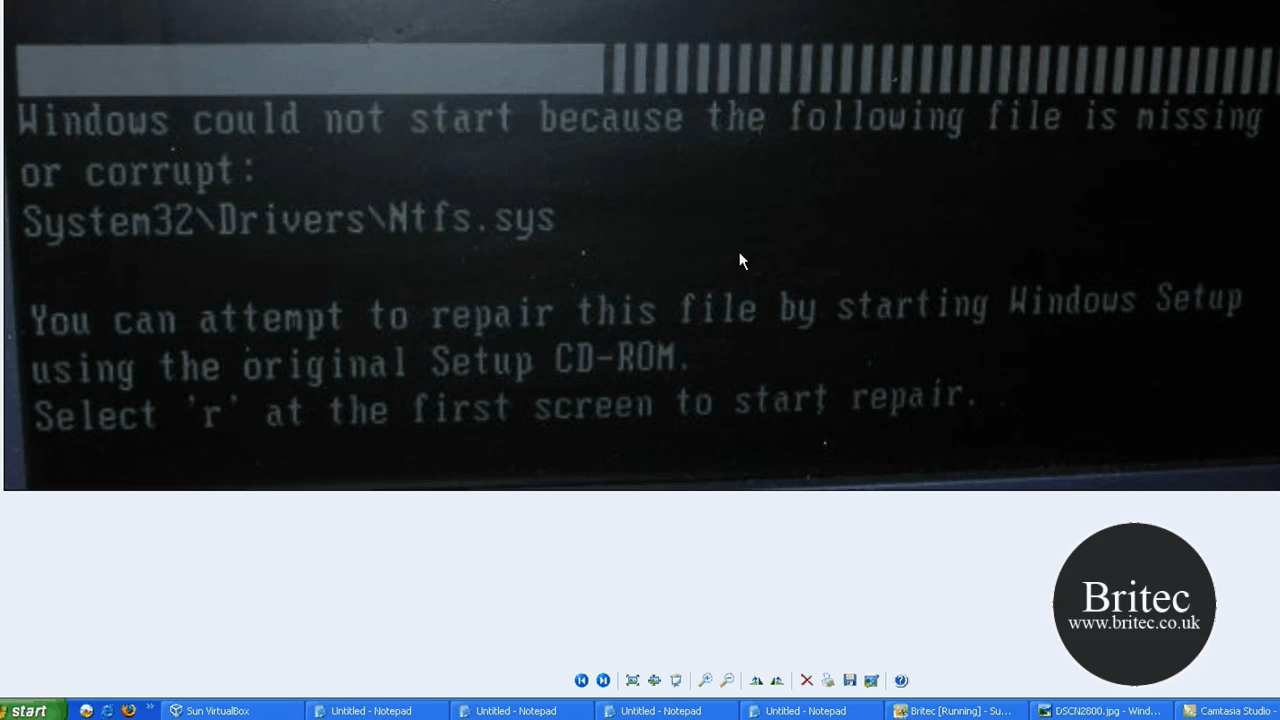 Windows could not start because the following file is missing
or corrupt:
System32\Drivers\Ntfs.sys
You can attempt to repair this file by starting Windows Setup
using the original Setup CD-ROM.
Select 'r' at the first screen to start repair.
Britec
www.britec.co.uk
start
Sun VirtualBox
Untitled - Notepad
Untitled - Notepad
Untitled - Notepad
Untitled - Notepad
Britec [Running] - Su...
DSCN2800.jpg - Wind...
Camtasia Studio -